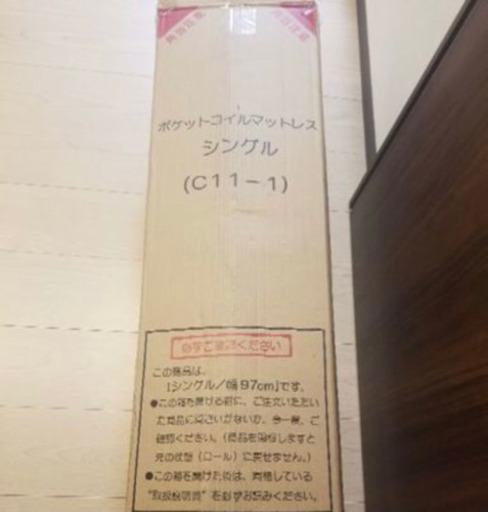 ポケットコイルマットレス
シングル
(C11-1)
必ずご確認ください
この商品は、
「シングル／幅97cm」です。
●この箱を開ける前に、ご注文いただい
た商品に間違いがないか、今一度、ご
確認ください。(商品を開封しますと
元の状態（ロール）に戻せません。)
●この箱を開けた後は、同梱している
"取扱説明書"を必ずお読みください。